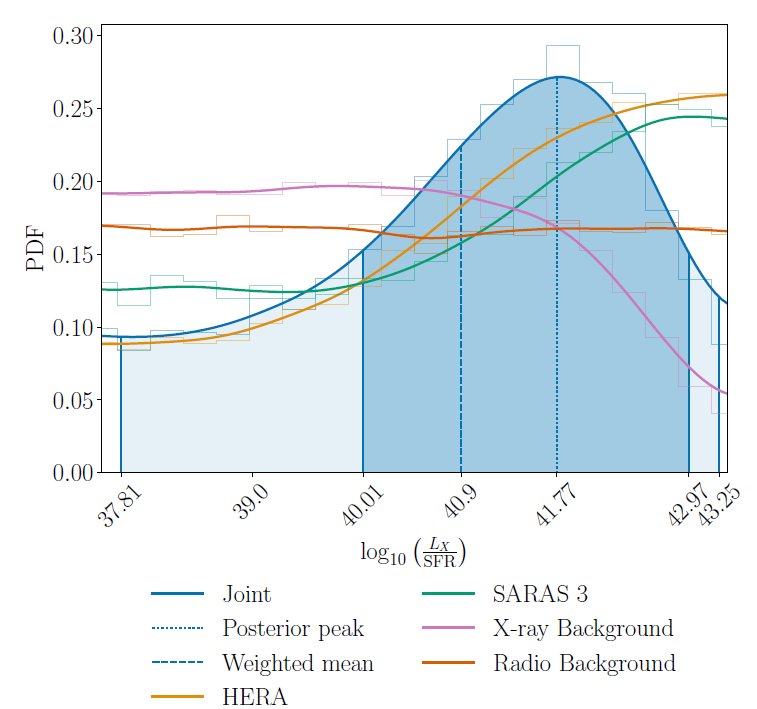 0.30
0.25
0.20
0.15
0.10
0.05
0.00
PDF
37.81 39.0 40.01 40.9 41.77 42.97 43.25
log₁₀ (L_X/SFR)
Joint
Posterior peak
Weighted mean
HERA
SARAS 3
X-ray Background
Radio Background